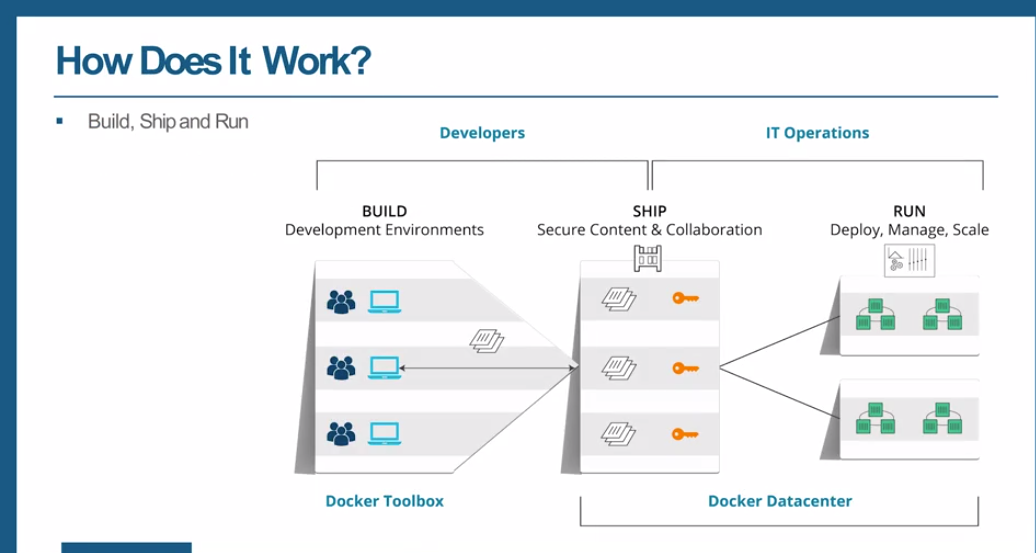 How Does It Work?
Build, Ship and Run
Developers
IT Operations
BUILD
Development Environments
SHIP
Secure Content & Collaboration
RUN
Deploy, Manage, Scale
Docker Toolbox
Docker Datacenter